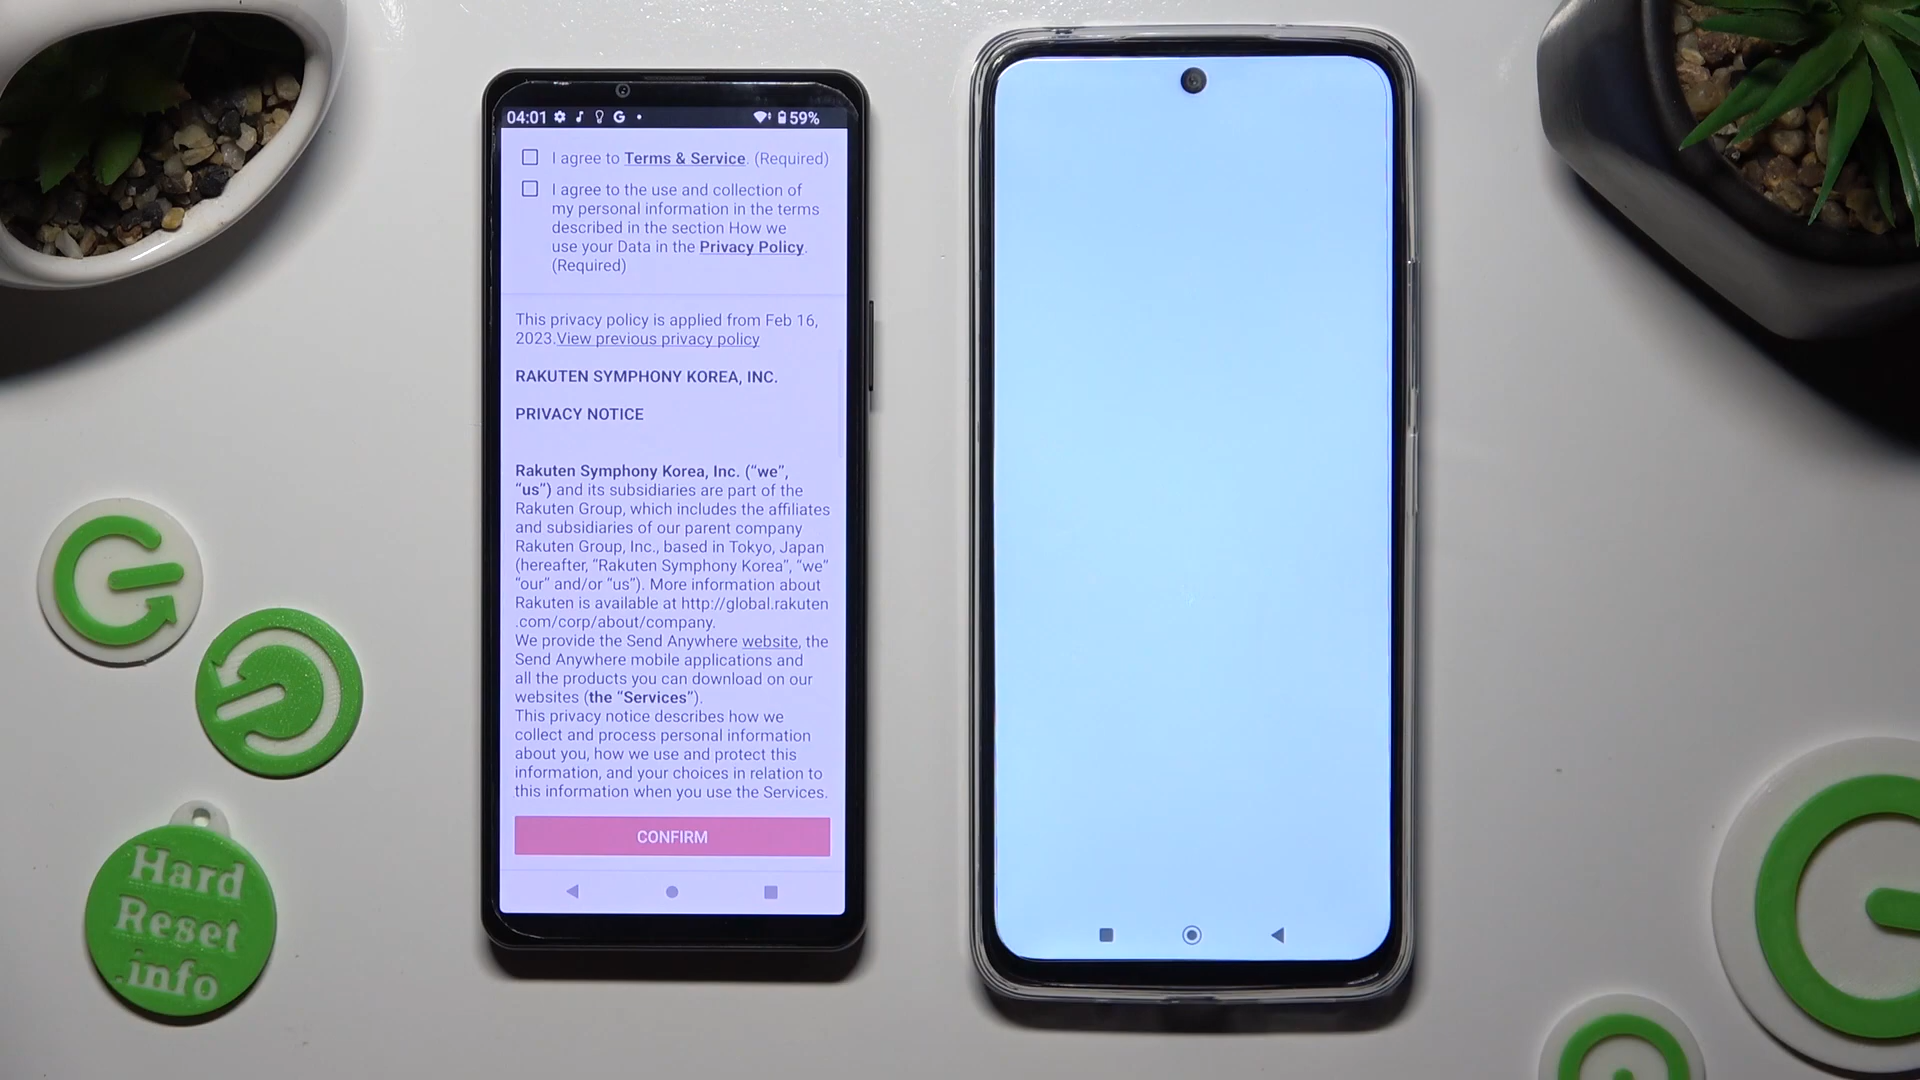 04:01 59%
I agree to Terms & Service. (Required)
I agree to the use and collection of
my personal information in the terms
described in the section How we
use your Data in the Privacy Policy.
(Required)
This privacy policy is applied from Feb 16,
2023.View previous privacy policy
RAKUTEN SYMPHONY KOREA, INC.
PRIVACY NOTICE
Rakuten Symphony Korea, Inc. (“we”,
“us”) and its subsidiaries are part of the
Rakuten Group, which includes the affiliates
and subsidiaries of our parent company
Rakuten Group, Inc., based in Tokyo, Japan
(hereafter, “Rakuten Symphony Korea”, “we”
“our” and/or “us”). More information about
Rakuten is available at http://global.rakuten
.com/corp/about/company.
We provide the Send Anywhere website, the
Send Anywhere mobile applications and
all the products you can download on our
websites (the “Services”).
This privacy notice describes how we
collect and process personal information
about you, how we use and protect this
information, and your choices in relation to
this information when you use the Services.
CONFIRM
Hard
Reset
.info